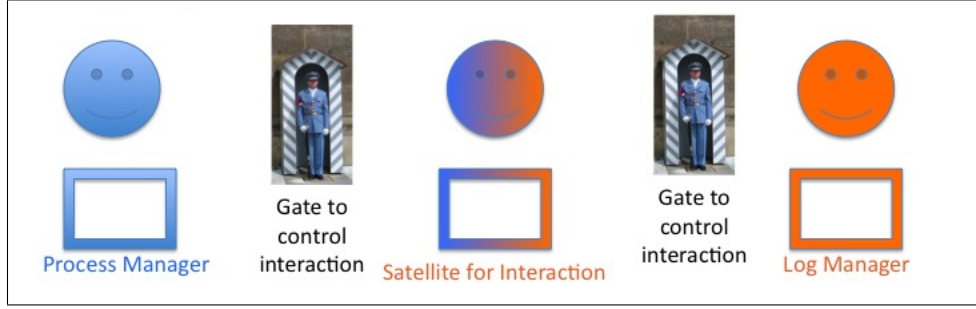 Process Manager
Gate to
control
interaction
Satellite for Interaction
Gate to
control
interaction
Log Manager